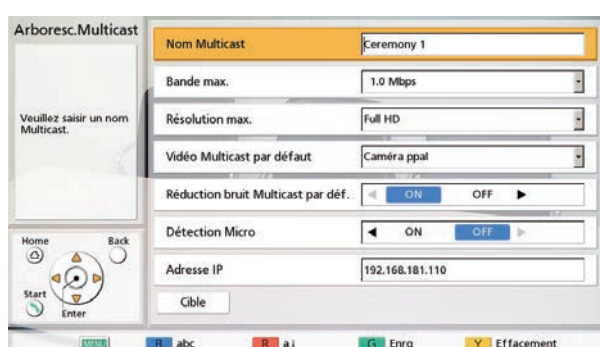 Arboresc.Multicast
Veuillez saisir un nom
Multicast.
Nom Multicast Ceremony 1
Bande max. 1.0 Mbps
Résolution max. Full HD
Vidéo Multicast par défaut Caméra ppal
Réduction bruit Multicast par déf. ON OFF
Détection Micro ON OFF
Adresse IP 192.168.181.110
Cible
Home Back
Start Enter
MENU B abc R G Enrg Y Effacement